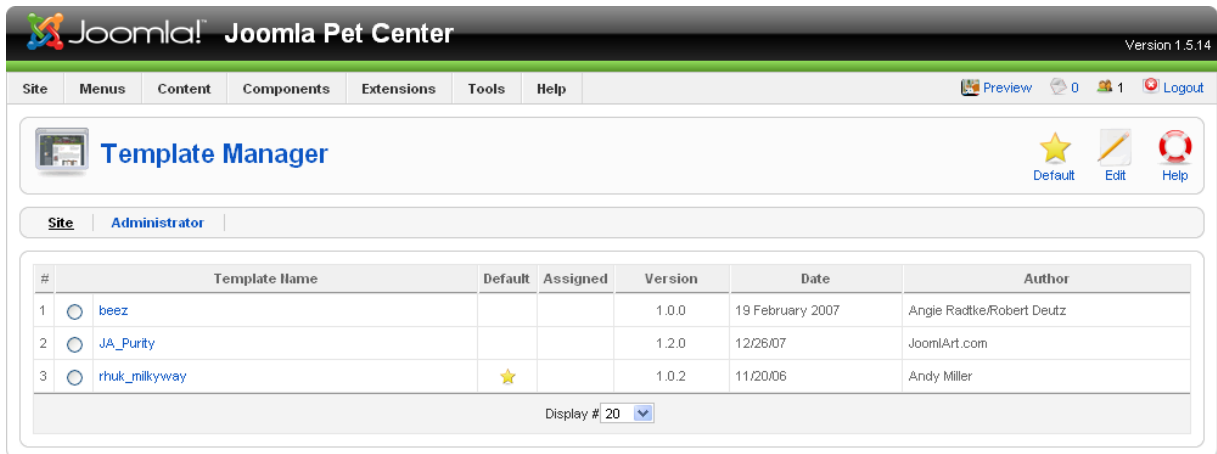 Joomla! Joomla Pet Center
Version 1.5.14
Site Menus Content Components Extensions Tools Help Preview 0 1 Logout
Template Manager
Default Edit Help
Site Administrator
# Template Name Default Assigned Version Date Author
1 beez 1.0.0 19 February 2007 Angie Radtke/Robert Deutz
2 JA_Purity 1.2.0 12/26/07 JoomlArt.com
3 rhuk_milkyway 1.0.2 11/20/06 Andy Miller
Display # 20